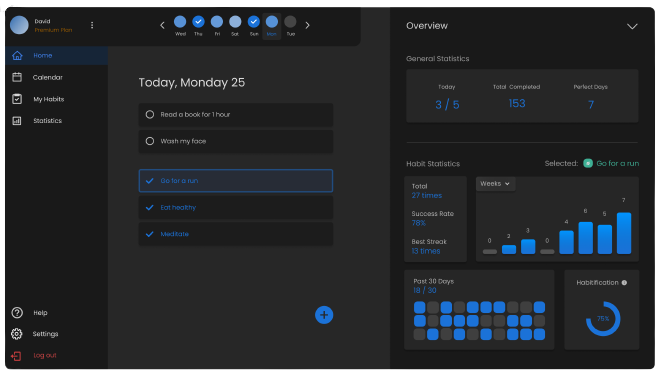 David
Premium Plan
Wed Thu Fri Sat Sun Mon Tue
Home
Calendar
My Habits
Statistics
Help
Settings
Log out
Today, Monday 25
Read a book for 1 hour
Wash my face
Go for a run
Eat healthy
Meditate
Overview
General Statistics
Today Total Completed Perfect Days
3 / 5 153 7
Habit Statistics Selected: Go for a run
Total
27 times
Success Rate
78%
Best Streak
13 times
Weeks
0 3 3 0 4 6 5 7
Past 30 Days
18 / 30
Habitification
75%